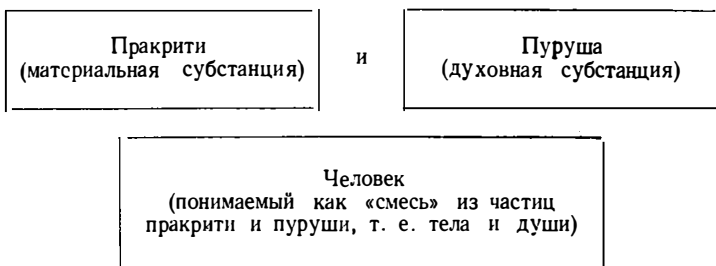 Пракрити
(материальная субстанция)
и
Пуруша
(духовная субстанция)
Человек
(понимаемый как «смесь» из частиц
пракрити и пуруши, т. е. тела и души)